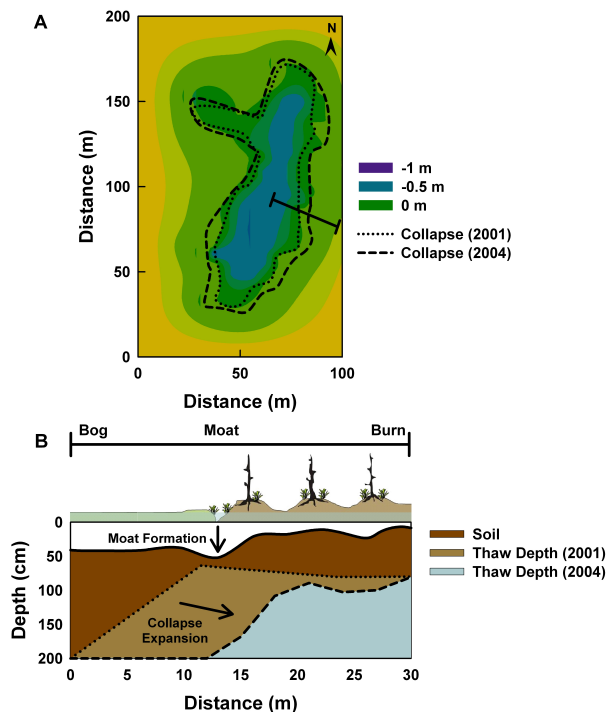 A
200
150
100
50
0
Distance (m)
N
0
50
100
Distance (m)
-1 m
-0.5 m
0 m
Collapse (2001)
Collapse (2004)
B
Bog
Moat
Burn
0
50
100
150
200
Depth (cm)
Moat Formation
Collapse
Expansion
0
5
10
15
20
25
30
Distance (m)
Soil
Thaw Depth (2001)
Thaw Depth (2004)